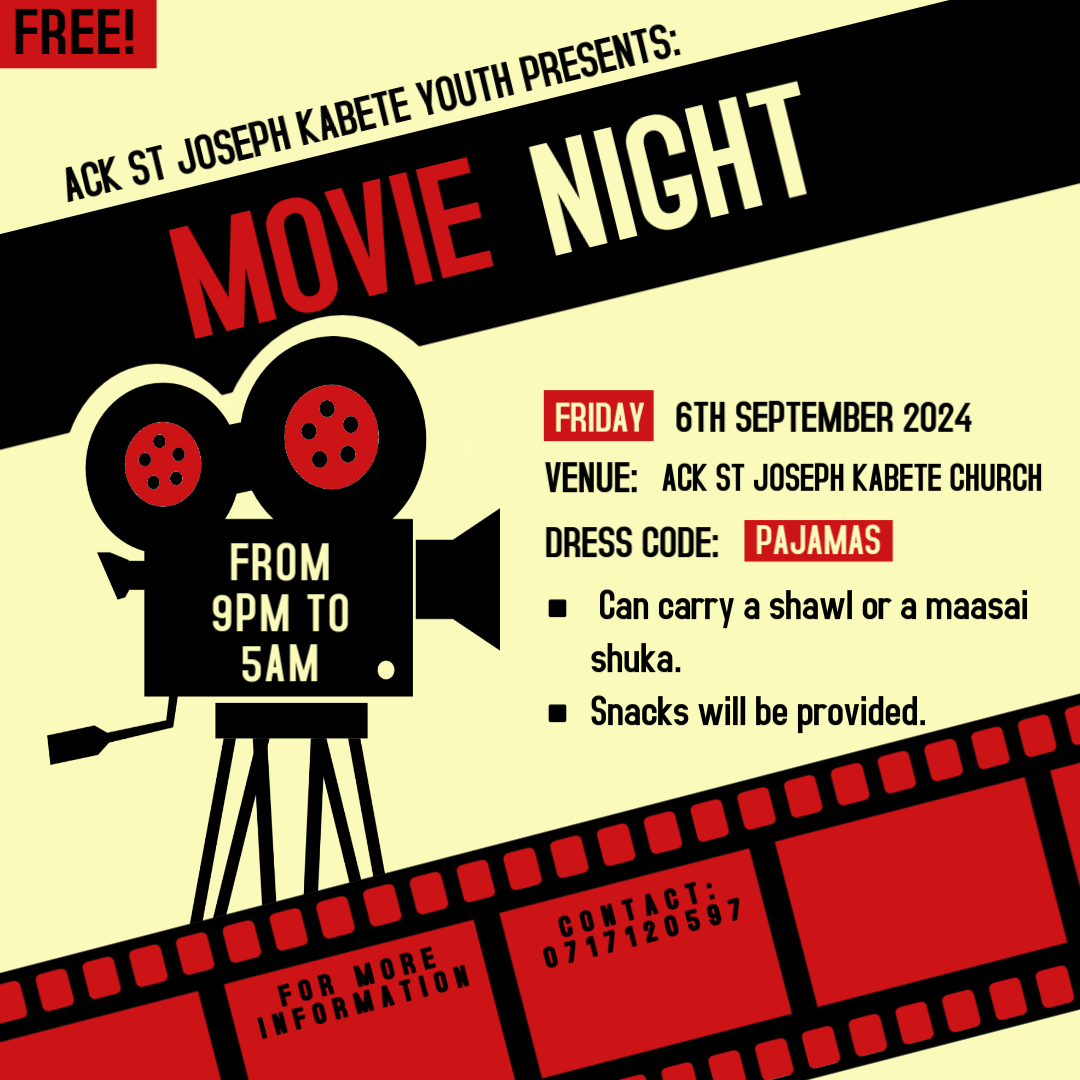 FREE!
ACK ST JOSEPH KABETE YOUTH PRESENTS:
MOVIE NIGHT
FRIDAY 6TH SEPTEMBER 2024
VENUE: ACK ST JOSEPH KABETE CHURCH
DRESS CODE: PAJAMAS
▪ Can carry a shawl or a maasai
shuka.
▪ Snacks will be provided.
FROM
9PM TO
5AM
FOR MORE
INFORMATION
CONTACT:
0717120597